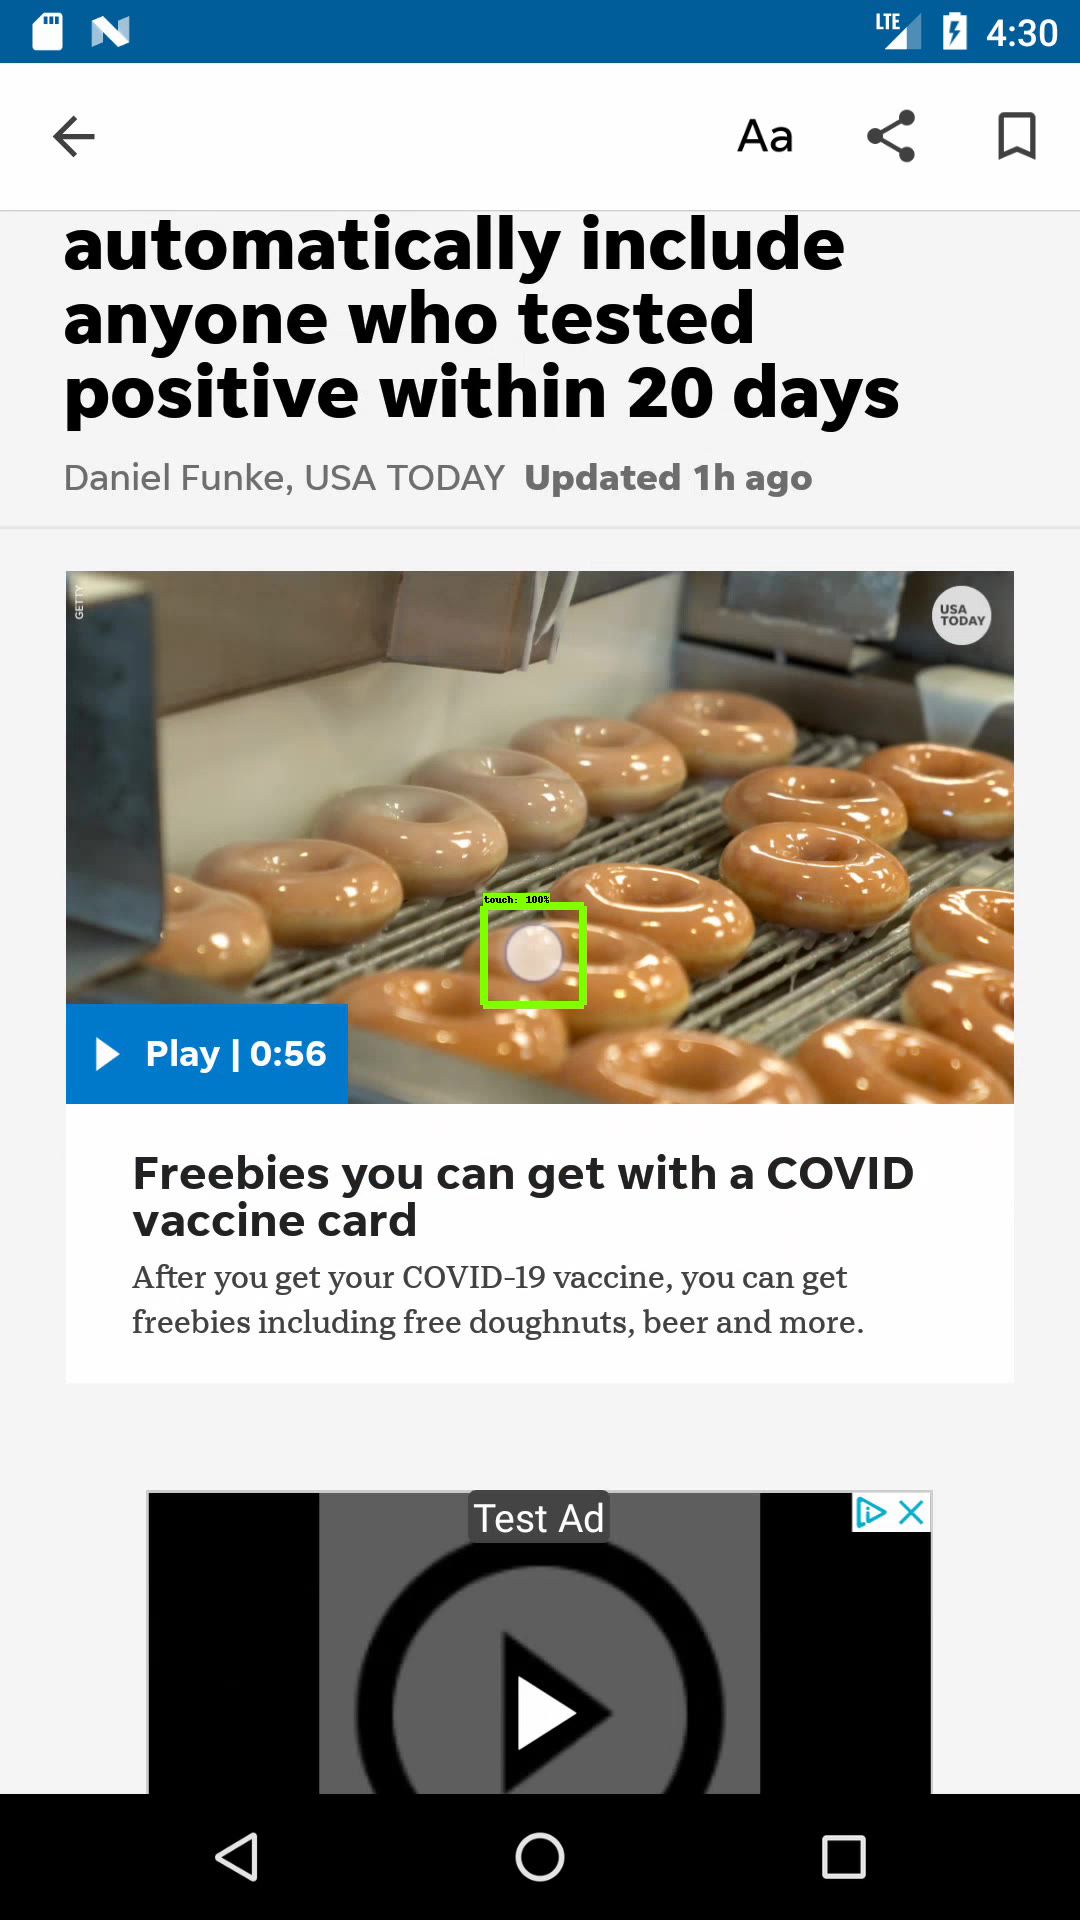 LTE 4:30
Aa
automatically include
anyone who tested
positive within 20 days
Daniel Funke, USA TODAY Updated 1h ago
GETTY
USA
TODAY
touch: 100%
Play | 0:56
Freebies you can get with a COVID
vaccine card
After you get your COVID-19 vaccine, you can get
freebies including free doughnuts, beer and more.
Test Ad